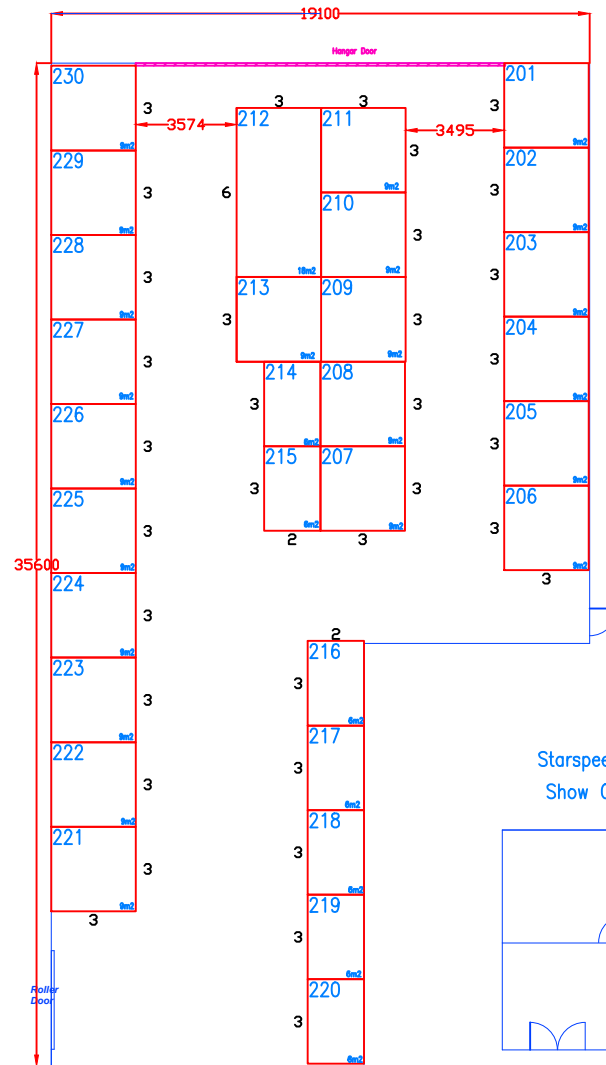 19100
Hangar Door
230
201
3
3
3
3
212
211
3574
3495
9m2
9m2
229
202
3
3
3
6
210
9m2
3
9m2
9m2
228
203
3
3
3
18m2
9m2
213
209
9m2
9m2
227
204
3
3
3
3
9m2
9m2
214
208
9m2
9m2
226
205
3
3
3
3
6m2
9m2
215
207
9m2
9m2
225
206
3
3
3
3
6m2
9m2
2
3
35600
9m2
9m2
224
3
3
2
216
9m2
223
3
3
6m2
217
9m2
222
3
3
6m2
218
Starspee
Show
9m2
221
3
3
6m2
219
9m2
3
3
6m2
220
Roller
Door
3
6m2